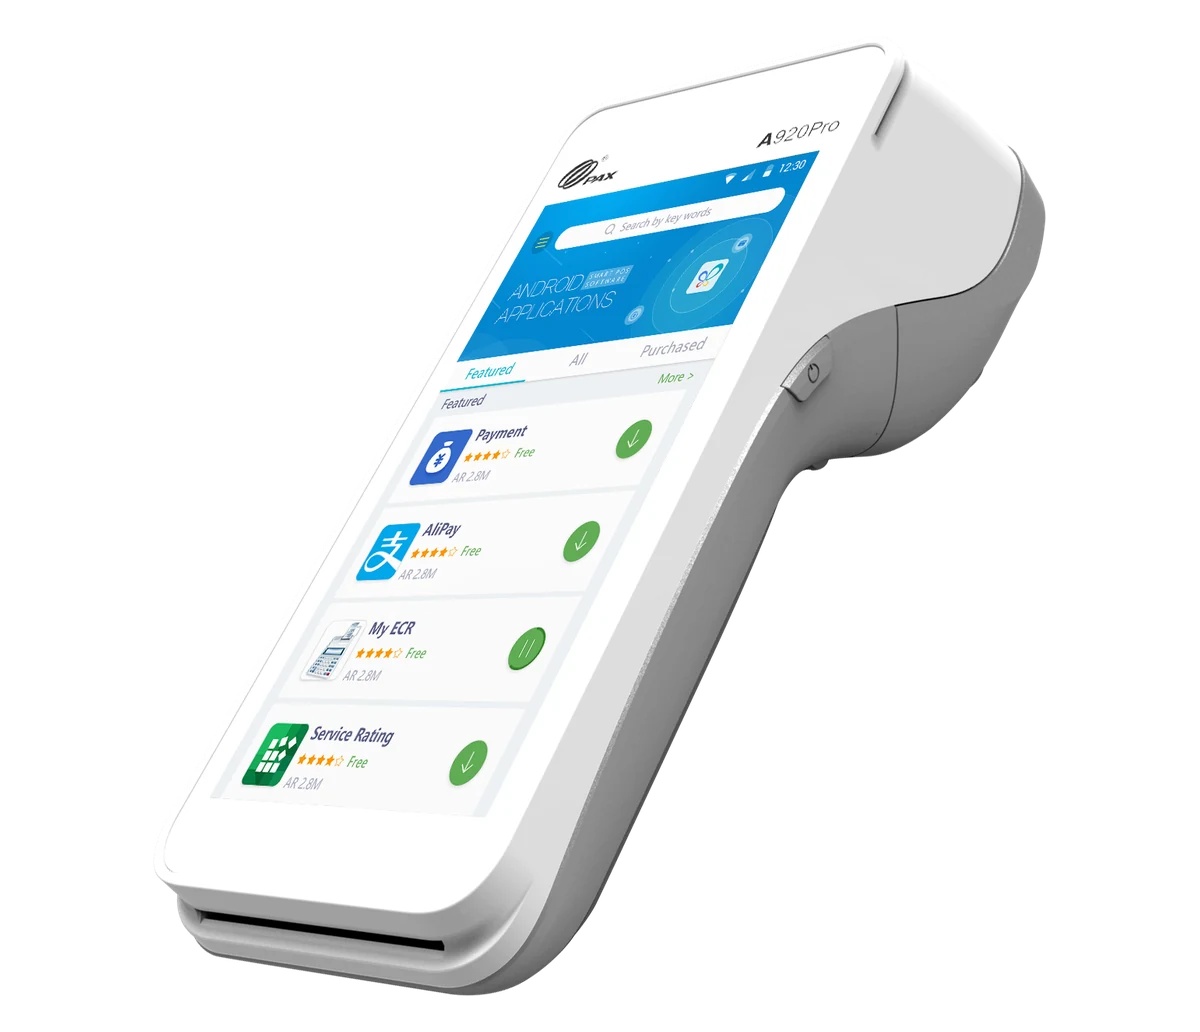 A920Pro
PAX
12:30
Search by key words
ANDROID SMART POS SOFTWARE
APPLICATIONS
Featured All Purchased
Featured More >
Payment
Free
AR 2.8M
AliPay
Free
AR 2.8M
My ECR
Free
AR 2.8M
Service Rating
Free
AR 2.8M